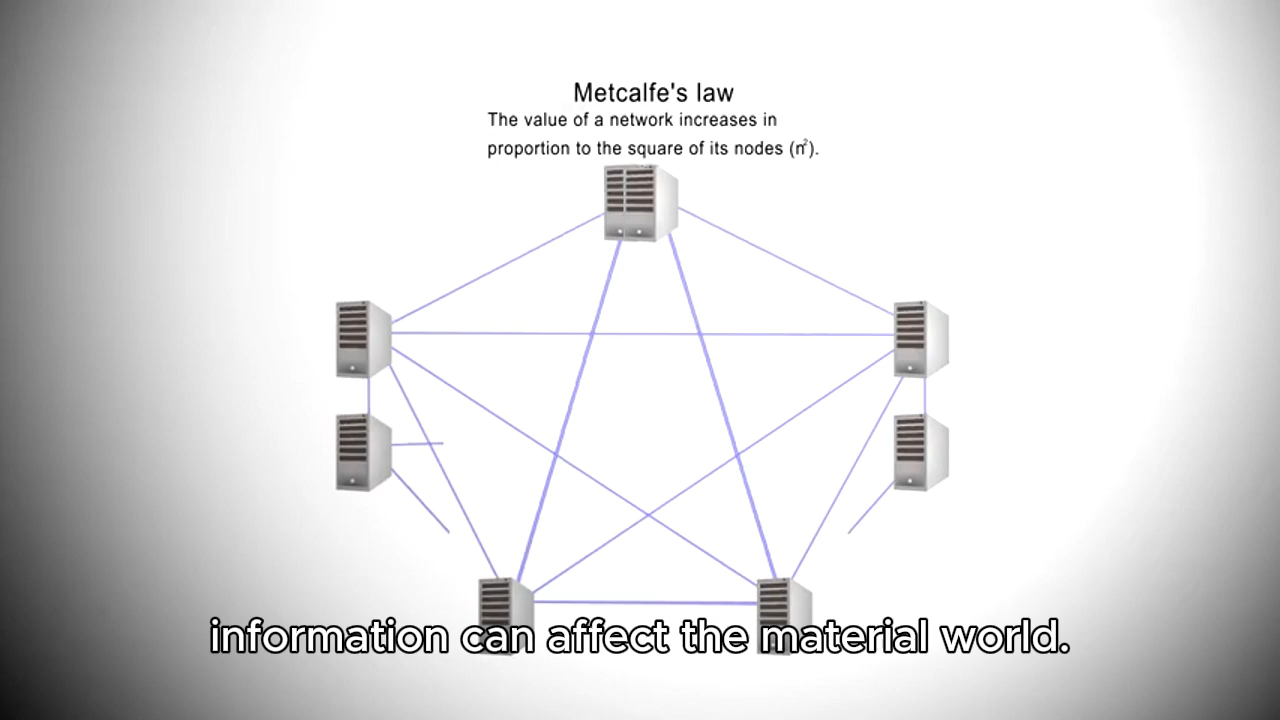 Metcalfe's law
The value of a network increases in
proportion to the square of its nodes (n²).
information can affect the material world.